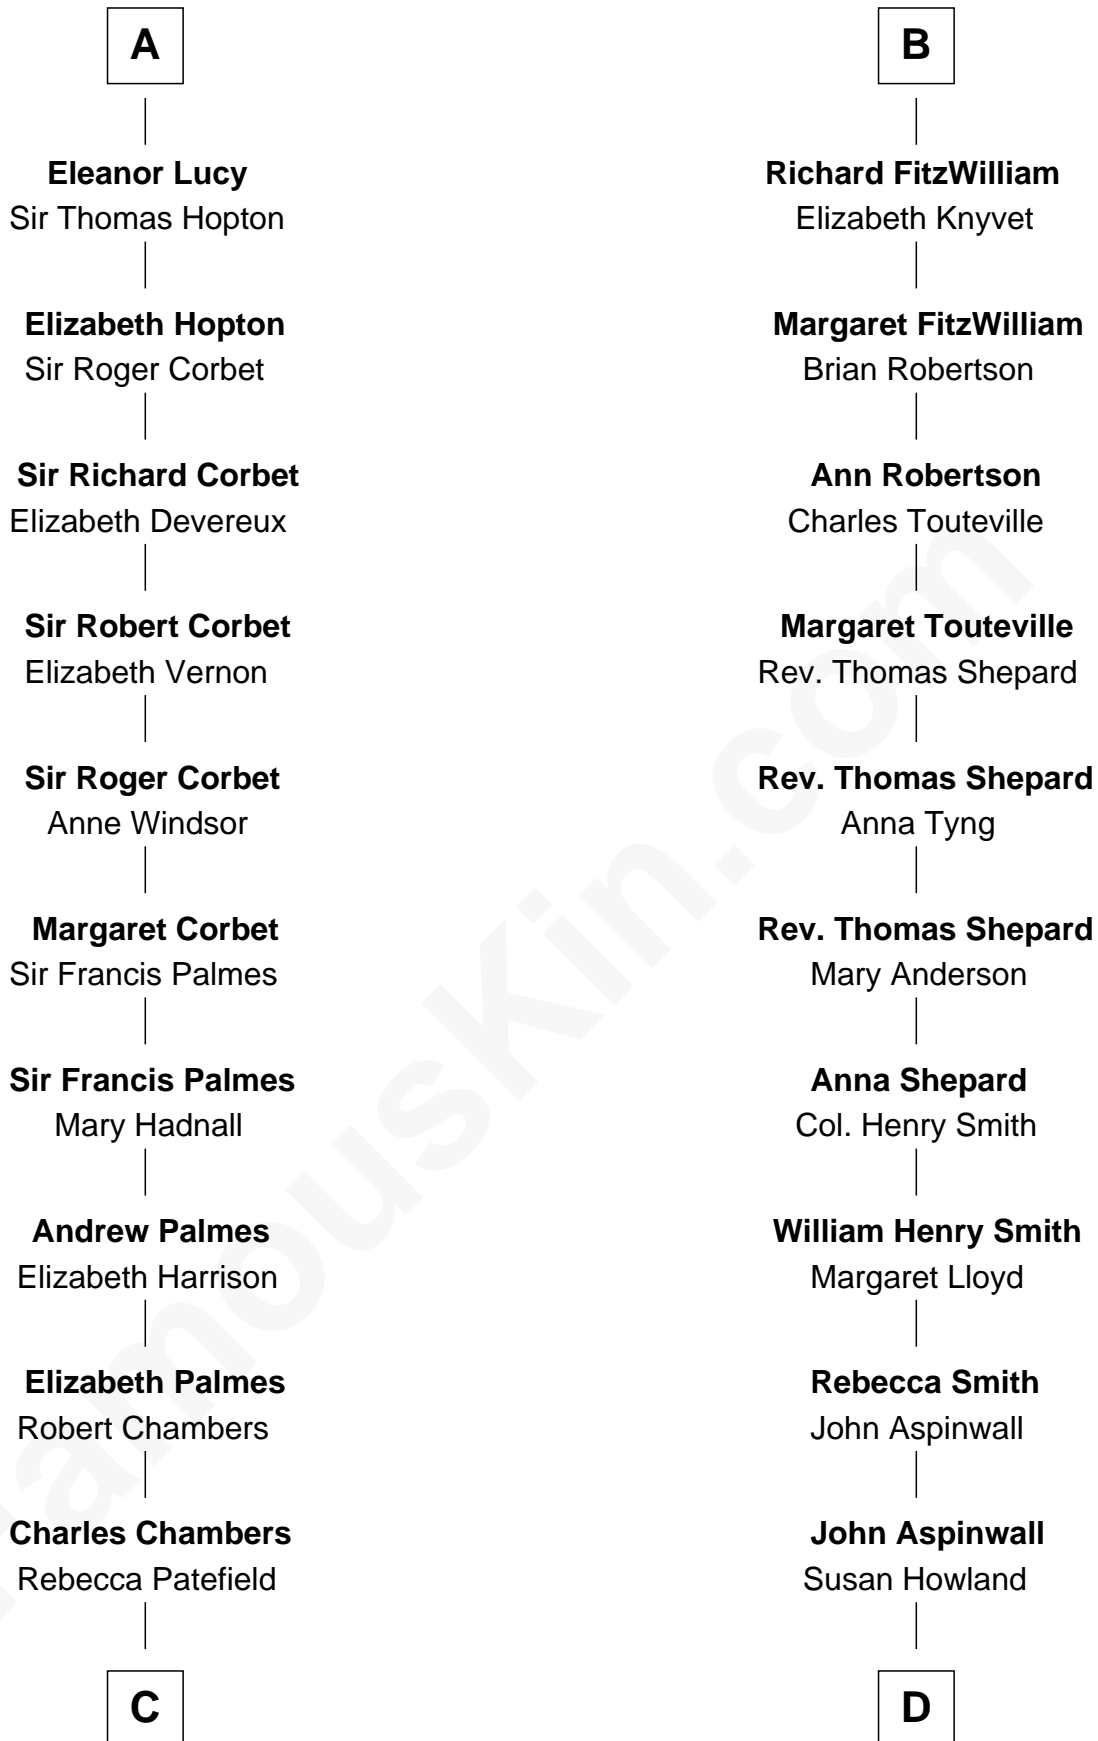 A
Eleanor Lucy
Sir Thomas Hopton
Elizabeth Hopton
Sir Roger Corbet
Sir Richard Corbet
Elizabeth Devereux
Sir Robert Corbet
Elizabeth Vernon
Sir Roger Corbet
Anne Windsor
Margaret Corbet
Sir Francis Palmes
Sir Francis Palmes
Mary Hadnall
Andrew Palmes
Elizabeth Harrison
Elizabeth Palmes
Robert Chambers
Charles Chambers
Rebecca Patefield
C
B
Richard FitzWilliam
Elizabeth Knyvet
Margaret FitzWilliam
Brian Robertson
Ann Robertson
Charles Touteville
Margaret Touteville
Rev. Thomas Shepard
Rev. Thomas Shepard
Anna Tyng
Rev. Thomas Shepard
Mary Anderson
Anna Shepard
Col. Henry Smith
William Henry Smith
Margaret Lloyd
Rebecca Smith
John Aspinwall
John Aspinwall
Susan Howland
D
FamousKin.com